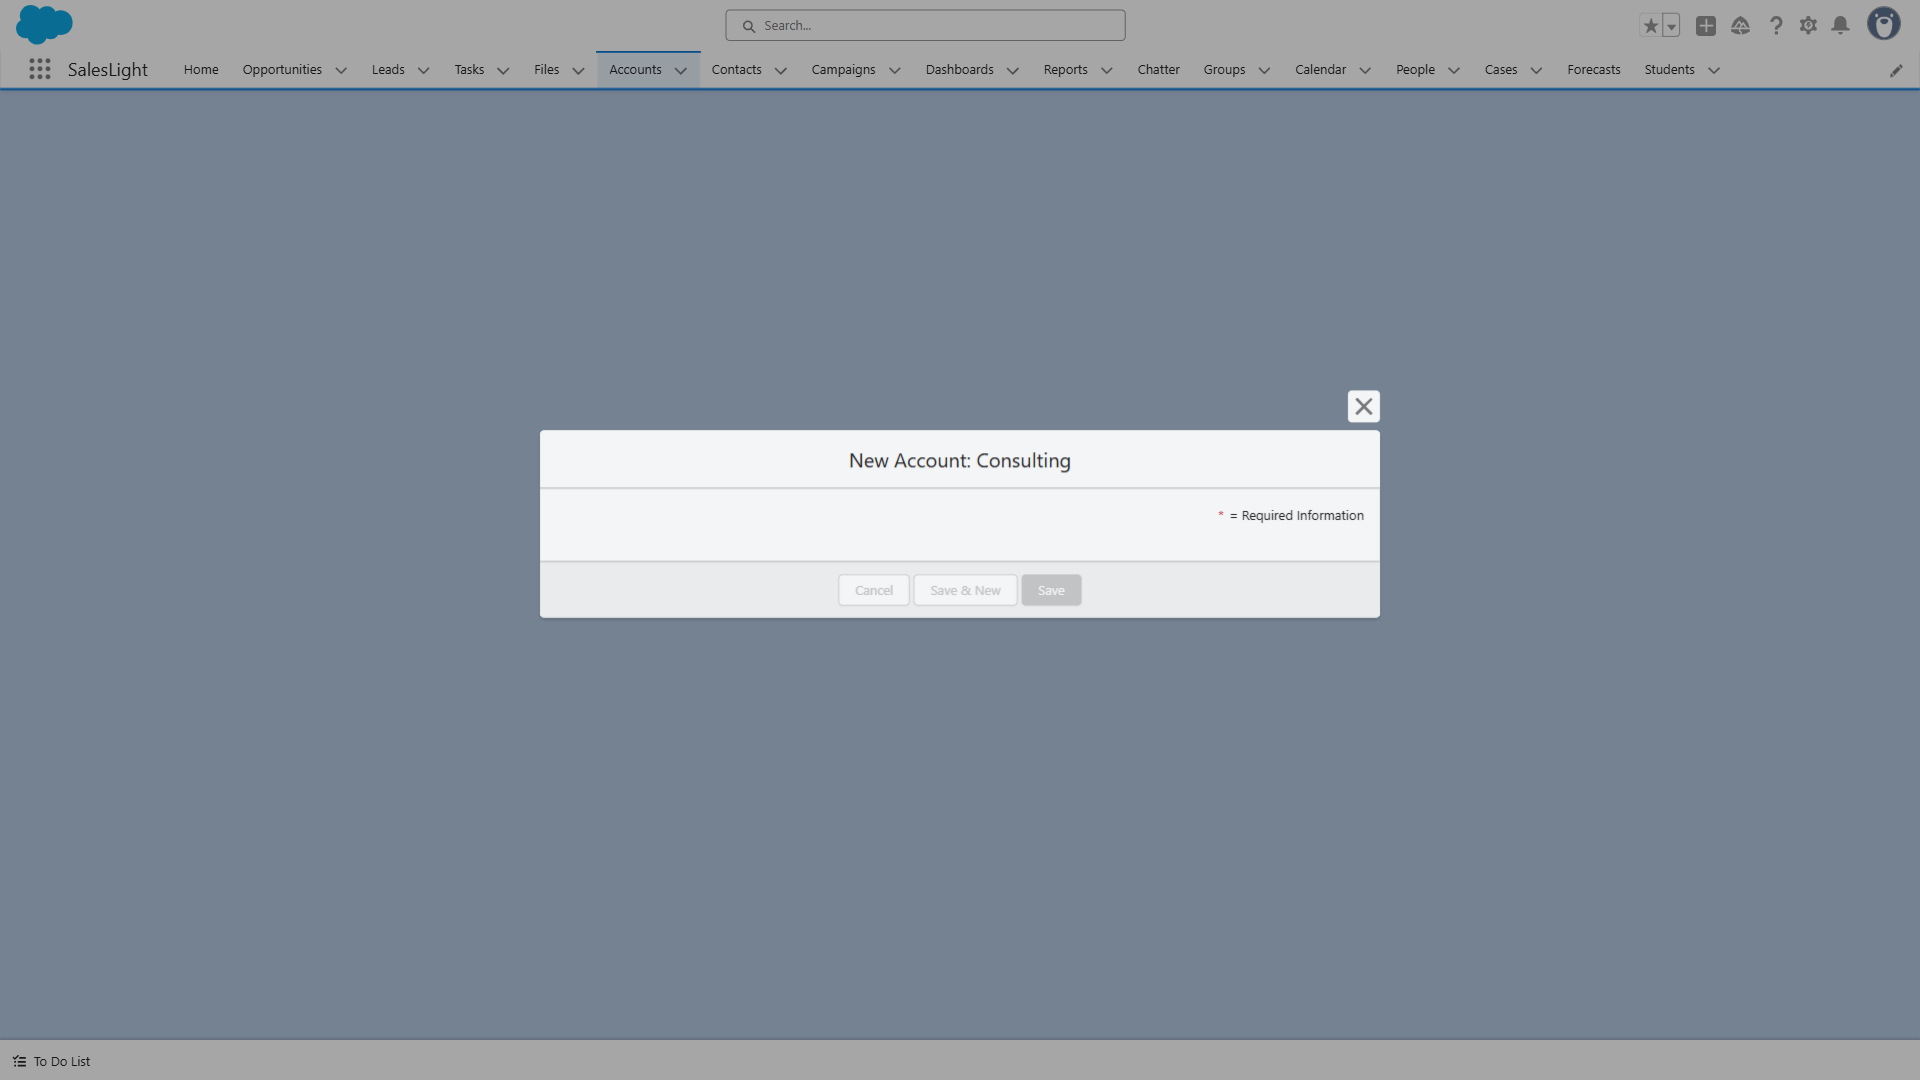 Search...
SalesLight Home Opportunities Leads Tasks Files Accounts Contacts Campaigns Dashboards Reports Chatter Groups Calendar People Cases Forecasts Students
New Account: Consulting
* = Required Information
Cancel Save & New Save
To Do List